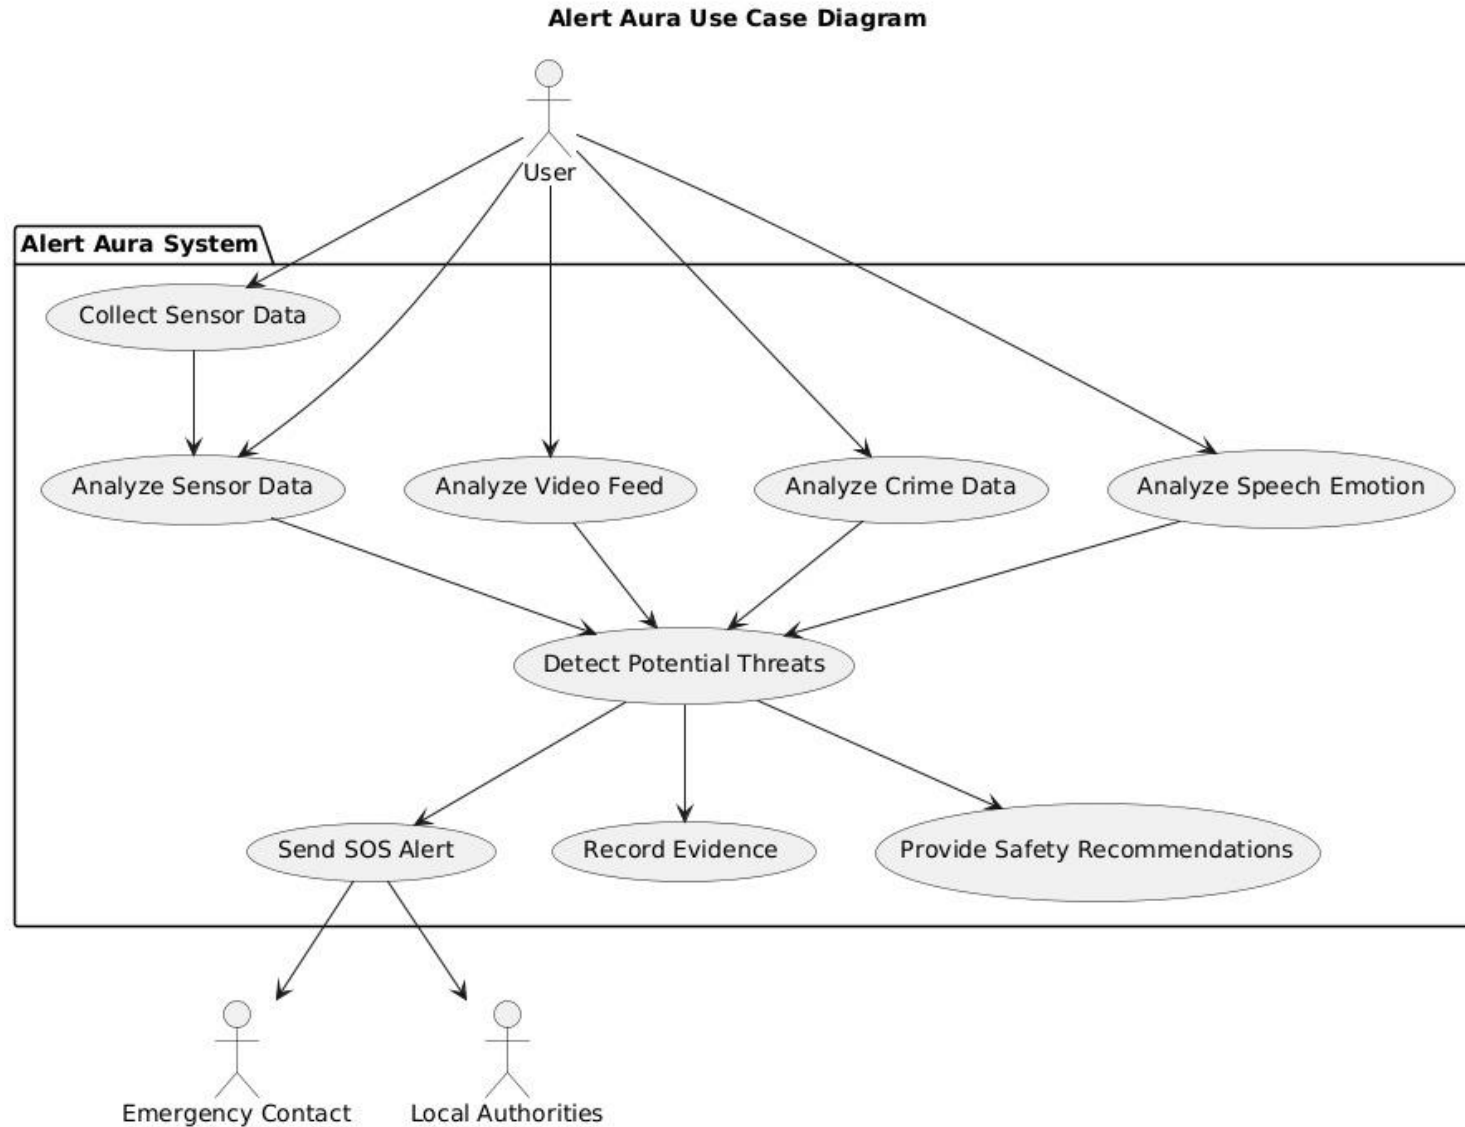 Alert Aura Use Case Diagram
User
Alert Aura System
Collect Sensor Data
Analyze Sensor Data
Analyze Video Feed
Analyze Crime Data
Analyze Speech Emotion
Detect Potential Threats
Send SOS Alert
Record Evidence
Provide Safety Recommendations
Emergency Contact
Local Authorities